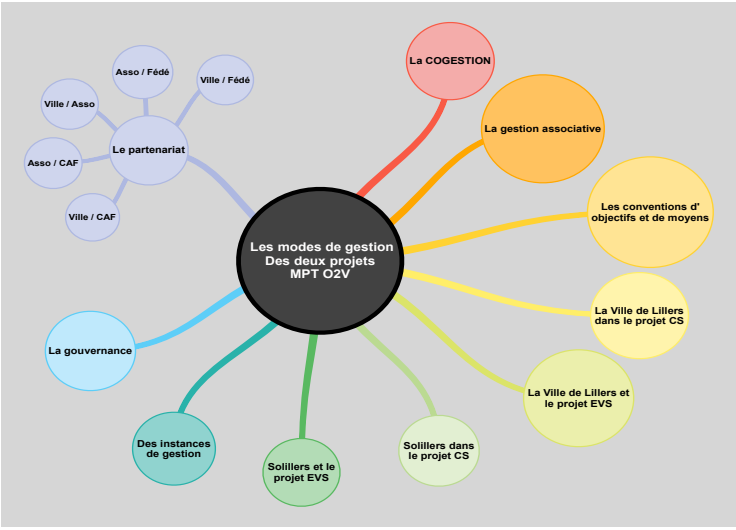 Les modes de gestion
Des deux projets
MPT O2V
La COGESTION
La gestion associative
Les conventions d'
objectifs et de moyens
La Ville de Lillers
dans le projet CS
La Ville de Lillers et
le projet EVS
Solillers dans
le projet CS
Solillers et le
projet EVS
Des instances
de gestion
La gouvernance
Le partenariat
Ville / CAF
Asso / CAF
Ville / Asso
Asso / Fédé
Ville / Fédé